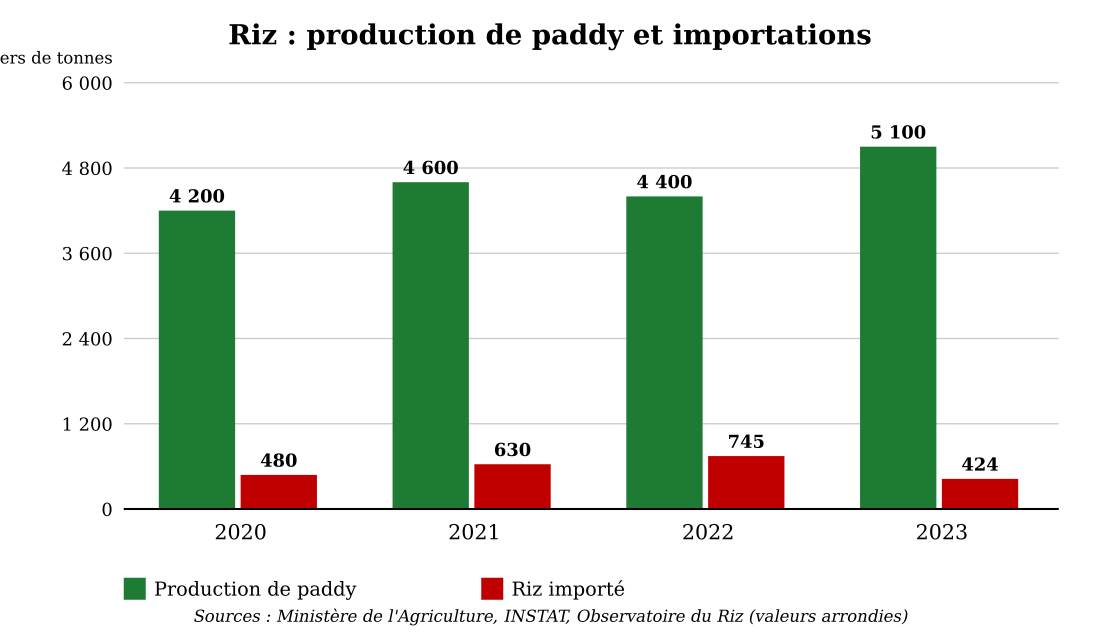 Riz : production de paddy et importations
ers de tonnes
6 000
4 800
3 600
2 400
1 200
0
4 200
480
4 600
630
4 400
745
5 100
424
2020 2021 2022 2023
Production de paddy Riz importé
Sources : Ministère de l'Agriculture, INSTAT, Observatoire du Riz (valeurs arrondies)